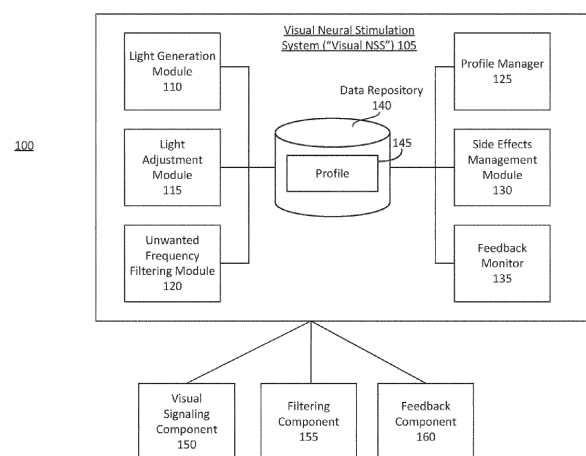 Visual Neural Stimulation
System ("Visual NSS") 105
Light Generation
Module
110
Profile Manager
125
Data Repository
140
100
145
Light
Adjustment
Module
115
Profile
Side Effects
Management
Module
130
Unwanted
Frequency
Filtering Module
120
Feedback
Monitor
135
Visual
Signaling
Component
150
Filtering
Component
155
Feedback
Component
160